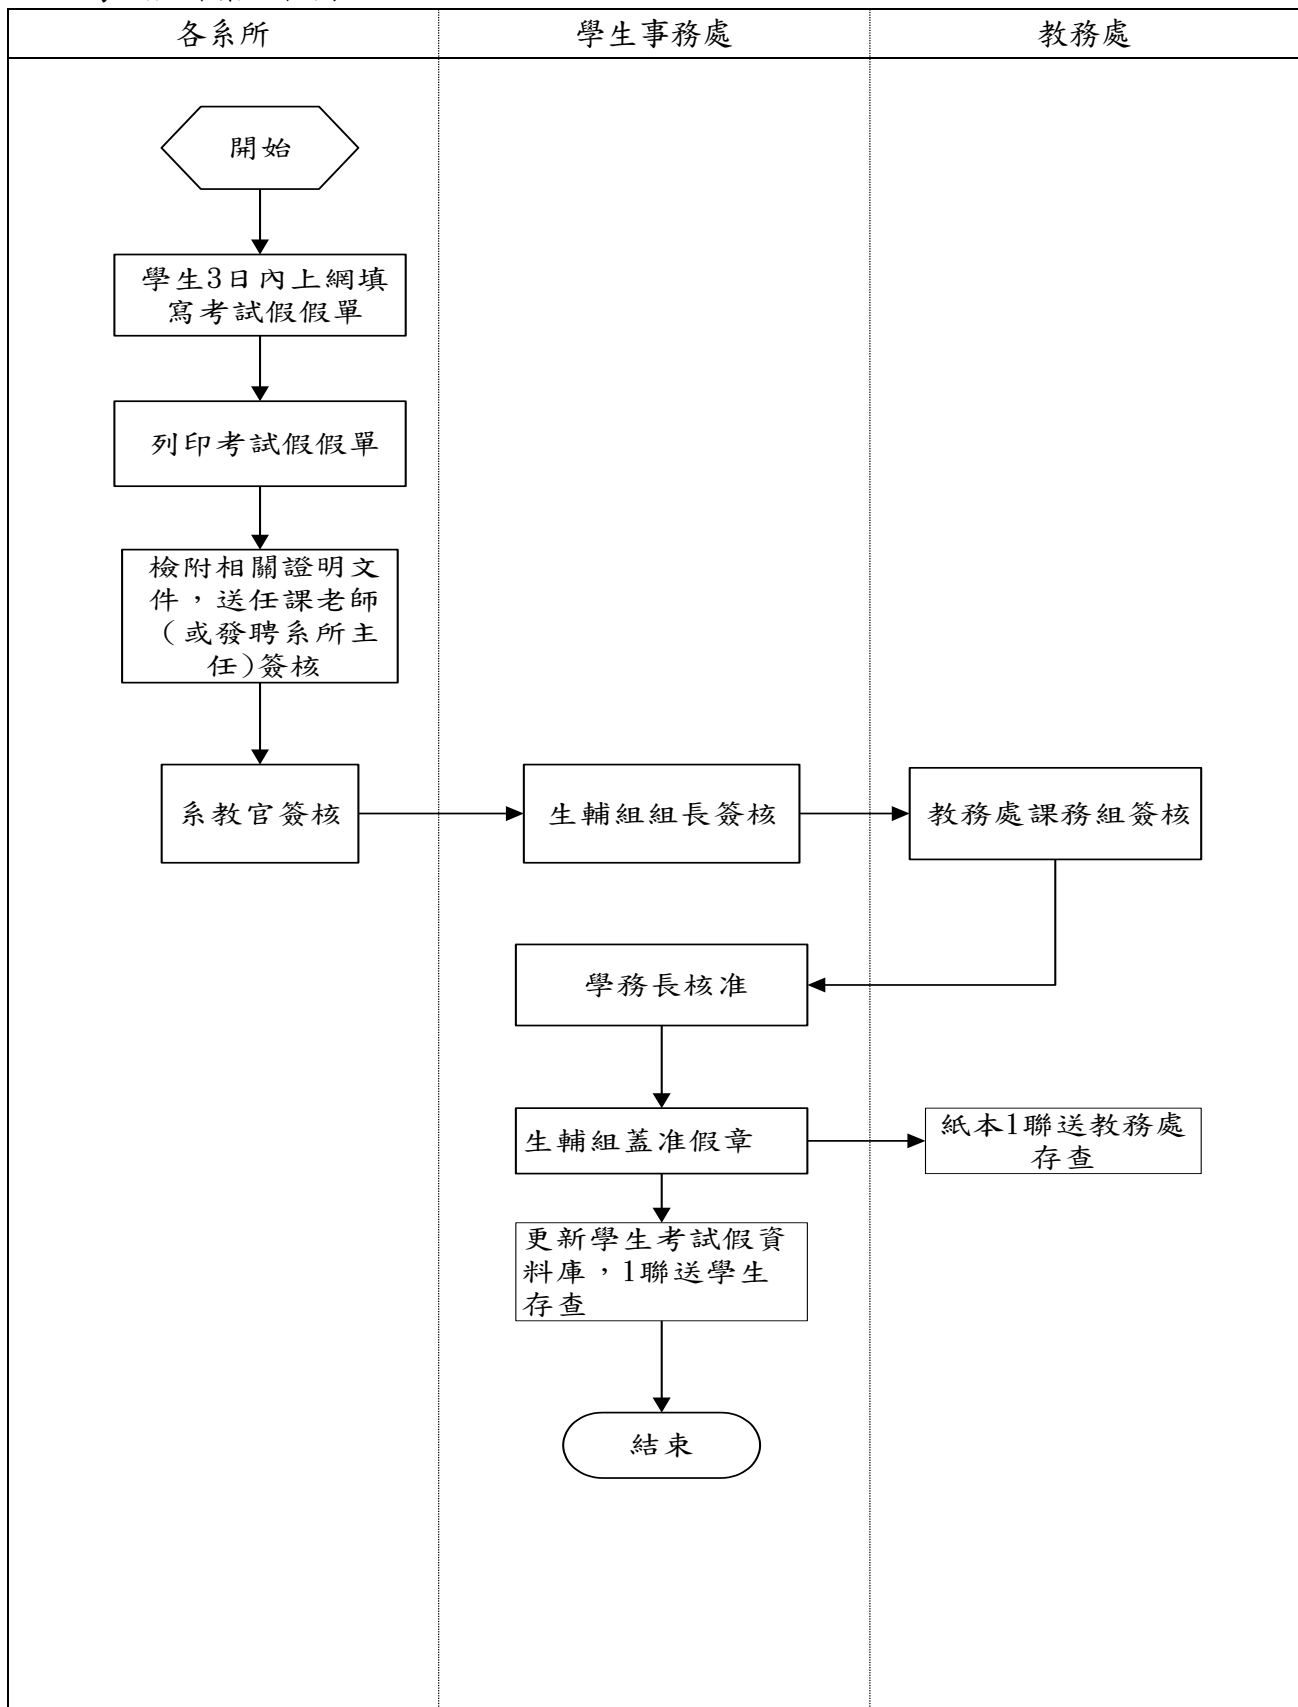 各系所
學生事務處
教務處
開始
學生3日內上網填
寫考試假假單
列印考試假假單
檢附相關證明文
件，送任課老師
（或發聘系所主
任)簽核
系教官簽核
生輔組組長簽核
教務處課務組簽核
學務長核准
生輔組蓋准假章
紙本1聯送教務處
存查
更新學生考試假資
料庫，1聯送學生
存查
結束